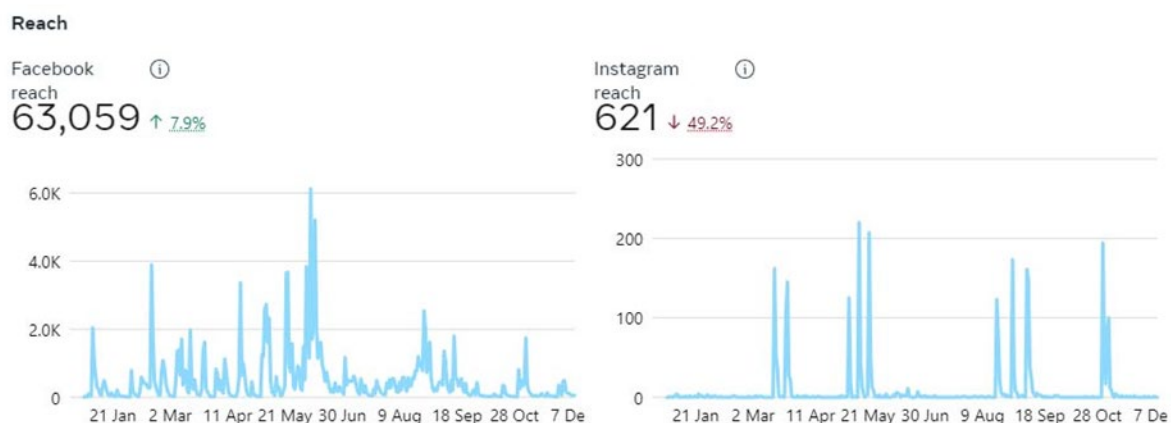 Reach
Facebook
reach
63,059 ↑ 7.9%
6.0K
4.0K
2.0K
0
21 Jan 2 Mar 11 Apr 21 May 30 Jun 9 Aug 18 Sep 28 Oct 7 De
Instagram
reach
621 ↓ 49.2%
300
200
100
0
21 Jan 2 Mar 11 Apr 21 May 30 Jun 9 Aug 18 Sep 28 Oct 7 De